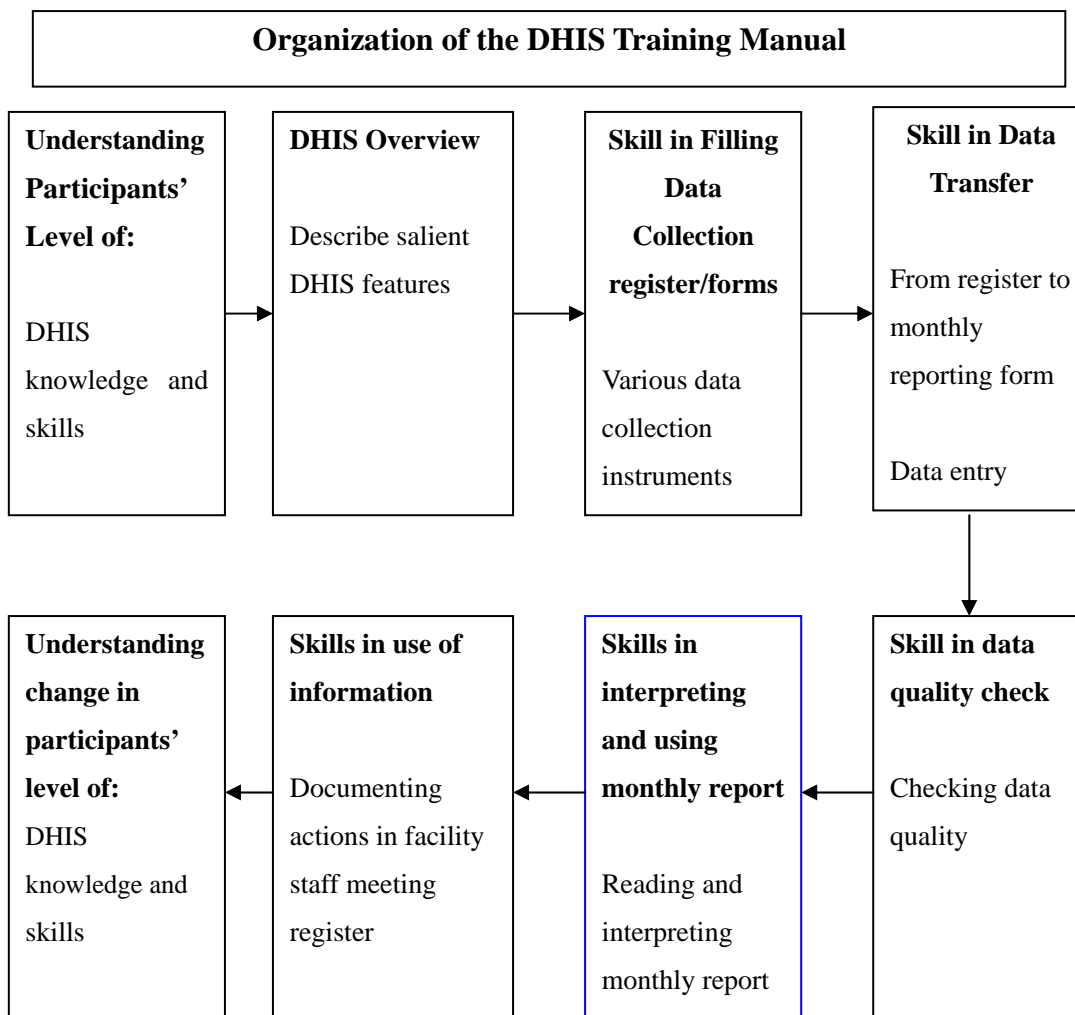 Organization of the DHIS Training Manual
Understanding
Participants’
Level of:
DHIS
knowledge and
skills
DHIS Overview
Describe salient
DHIS features
Skill in Filling
Data
Collection
register/forms
Various data
collection
instruments
Skill in Data
Transfer
From register to
monthly
reporting form
Data entry
Skill in data
quality check
Checking data
quality
Skills in
interpreting
and using
monthly report
Reading and
interpreting
monthly report
Skills in use of
information
Documenting
actions in facility
staff meeting
register
Understanding
change in
participants’
level of:
DHIS
knowledge and
skills